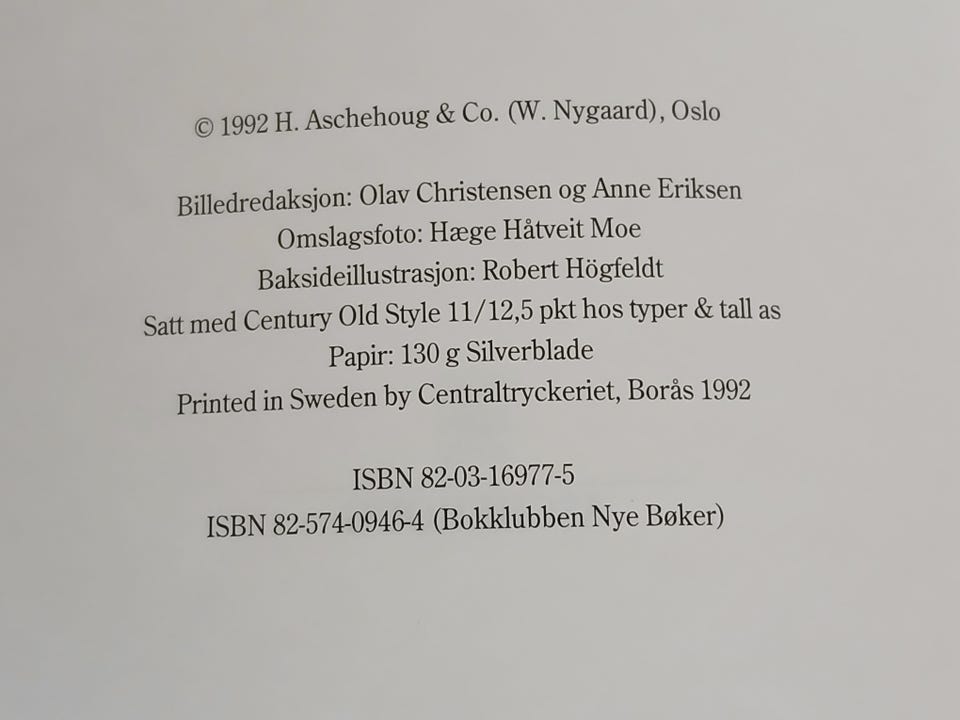 © 1992 H. Aschehoug & Co. (W. Nygaard), Oslo
Billedredaksjon: Olav Christensen og Anne Eriksen
Omslagsfoto: Hæge Håtveit Moe
Baksideillustrasjon: Robert Högfeldt
Satt med Century Old Style 11/12,5 pkt hos typer & tall as
Papir: 130 g Silverblade
Printed in Sweden by Centraltryckeriet, Borås 1992
ISBN 82-03-16977-5
ISBN 82-574-0946-4 (Bokklubben Nye Bøker)